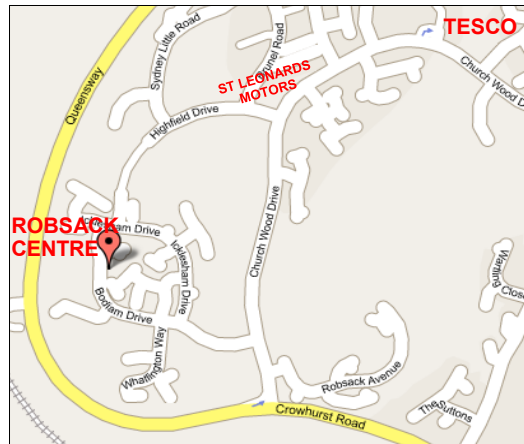 TESCO
Sydney Little Road
Queensway
ST LEONARDS
MOTORS
Church Wood D
Highfield Drive
ROBSACK
CENTRE
Drive
Icklesham Drive
Church Wood Drive
Bodiam Drive
Whatlington Way
Wartling
Close
Robsack Avenue
The Suttons
Crowhurst Road